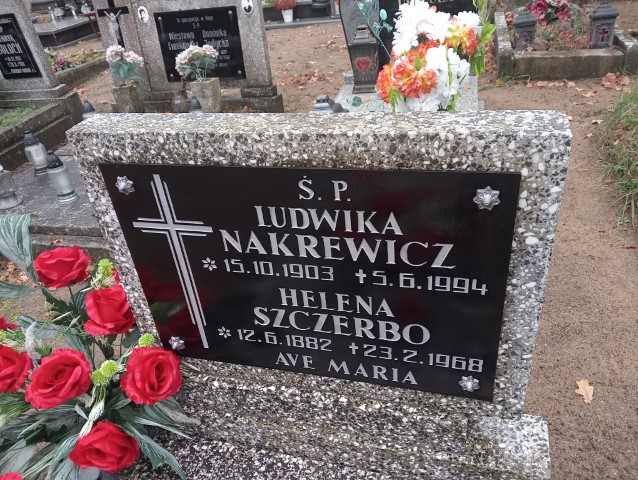 Ś. P.
LUDWIKA
NAKREWICZ
* 15.10.1903 +5.6.1994
HELENA
SZCZERBO
* 12.6.1882 +23.2.1968
AVE MARIA